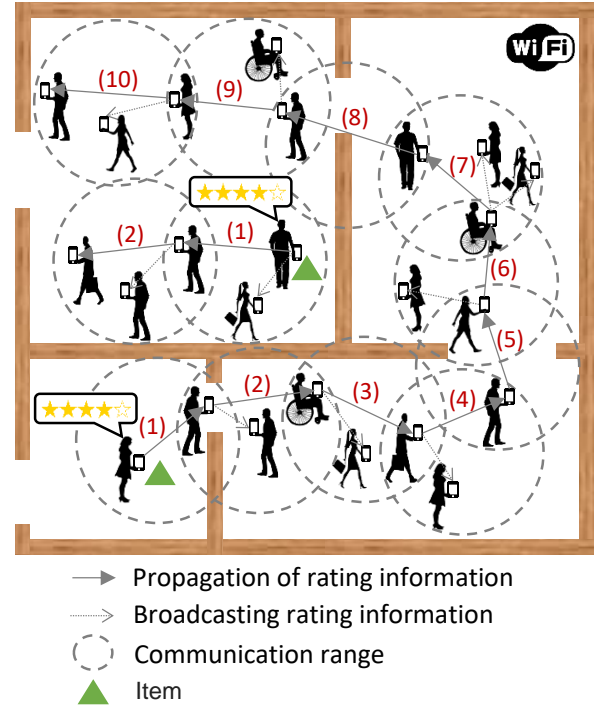 WiFi
(10)
(9)
(8)
(7)
★★★★☆
(2)
(1)
(6)
(5)
(2)
(3)
(4)
★★★★☆
(1)
Propagation of rating information
Broadcasting rating information
Communication range
Item